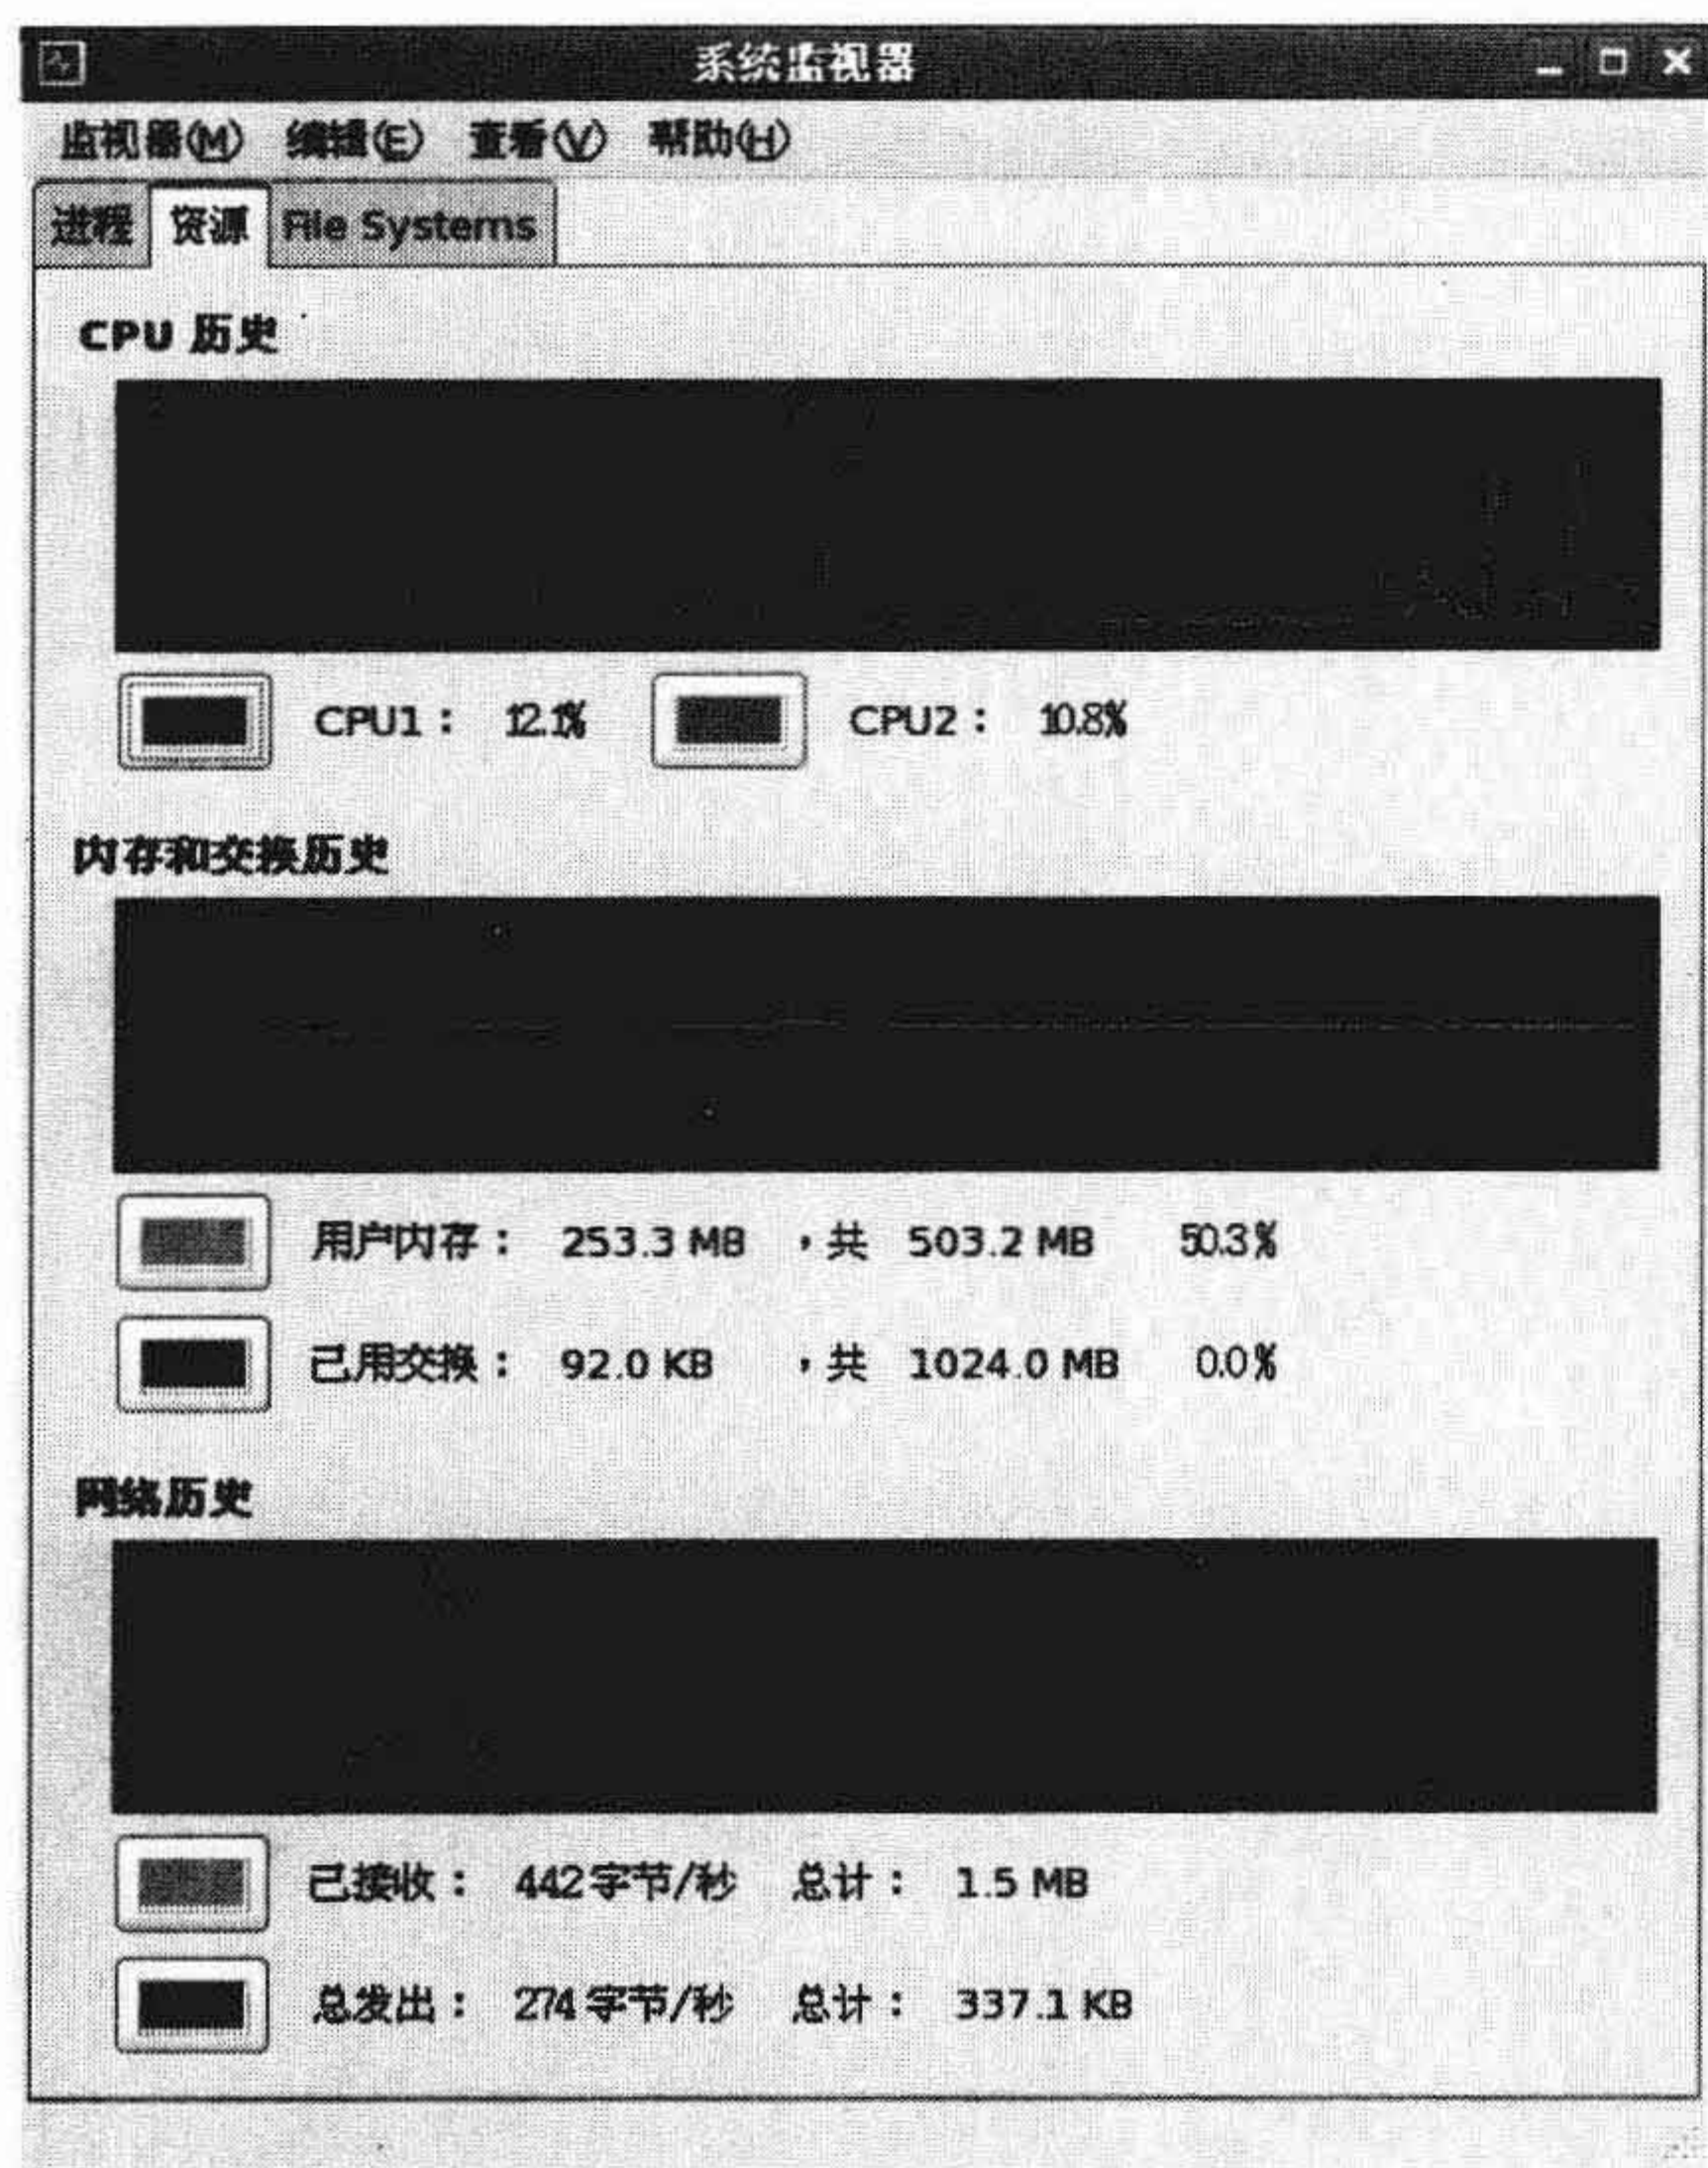 系统监视器
监视器(M) 编辑(E) 查看(V) 帮助(H)
进程 资源 File Systems
CPU 历史
CPU1： 12.1% CPU2： 10.8%
内存和交换历史
用户内存： 253.3 MB ，共 503.2 MB 50.3%
已用交换： 92.0 KB ，共 1024.0 MB 0.0%
网络历史
已接收： 442字节/秒 总计： 1.5 MB
总发出： 274字节/秒 总计： 337.1 KB